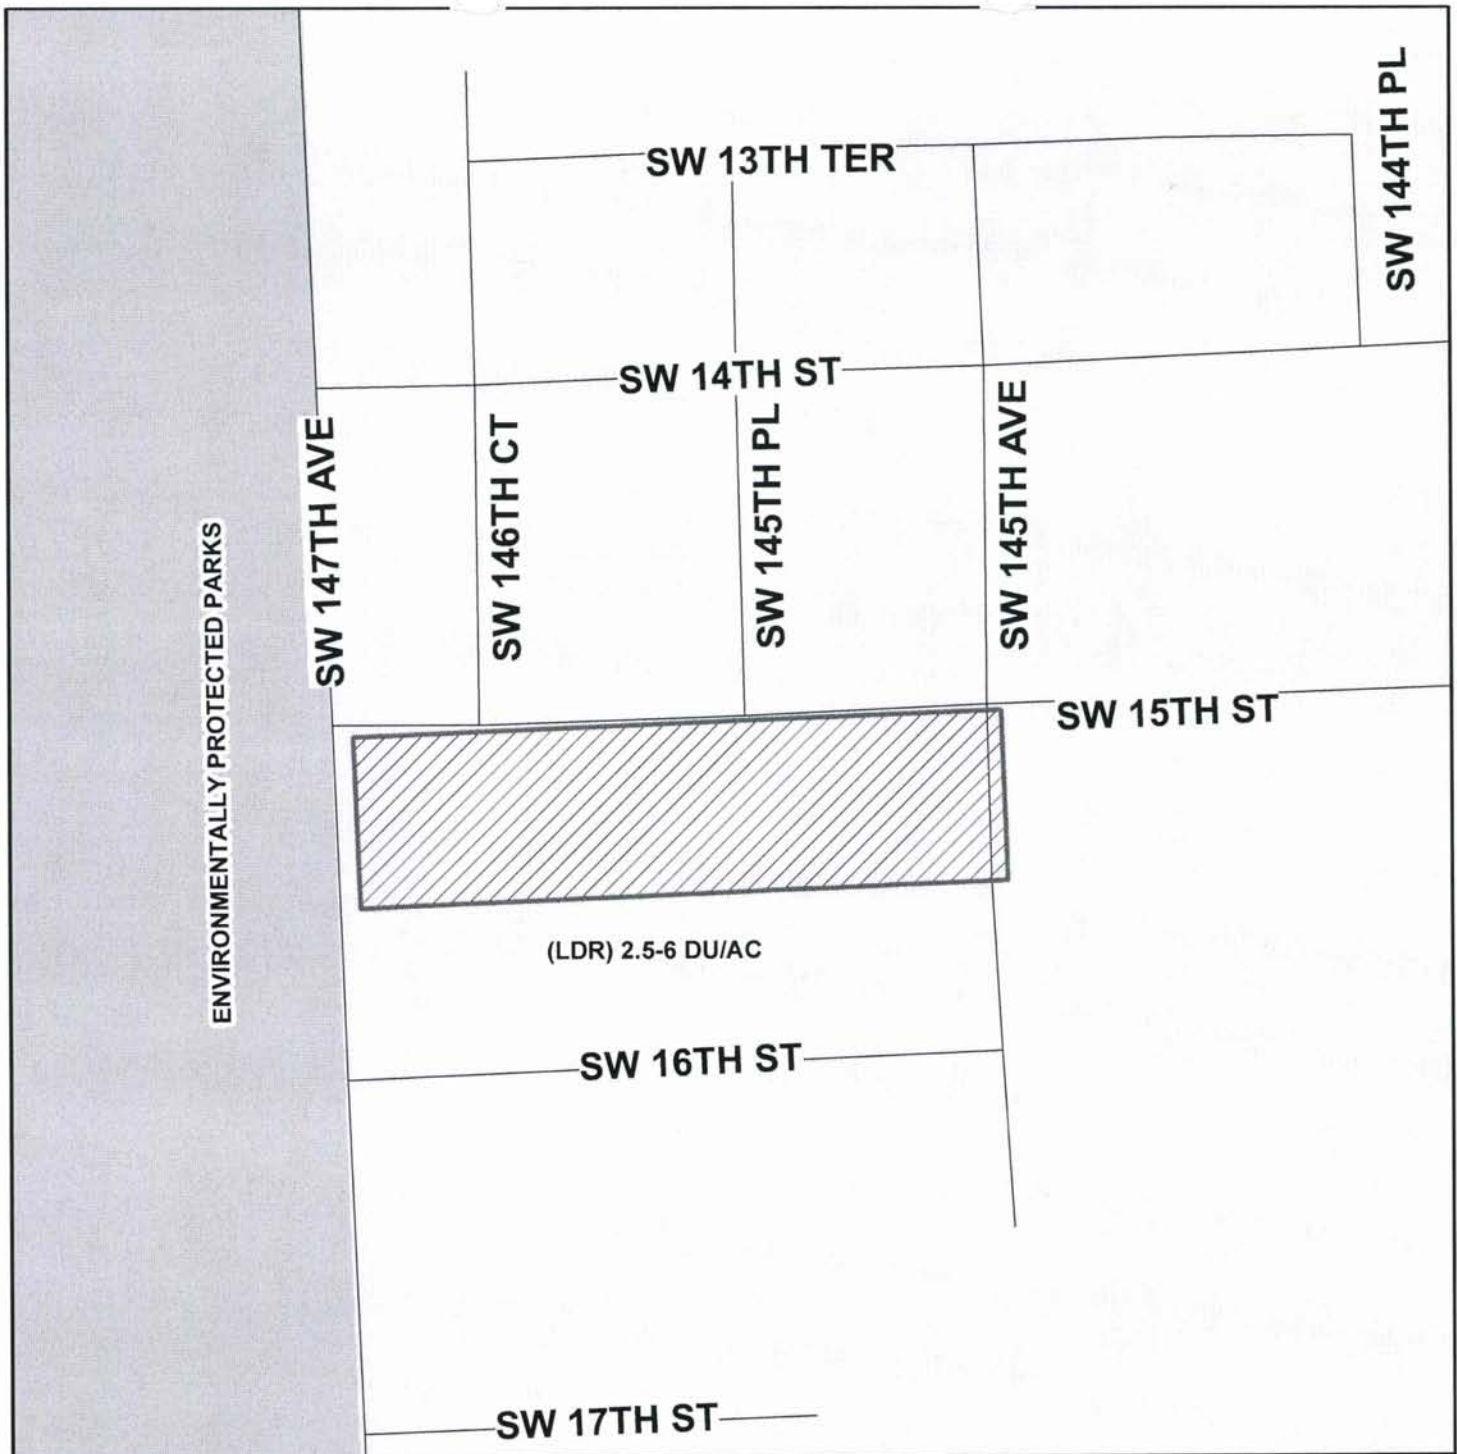 SW 144TH PL
SW 13TH TER
SW 14TH ST
SW 147TH AVE
SW 146TH CT
SW 145TH PL
SW 145TH AVE
ENVIRONMENTALLY PROTECTED PARKS
SW 15TH ST
(LDR) 2.5-6 DU/AC
SW 16TH ST
SW 17TH ST